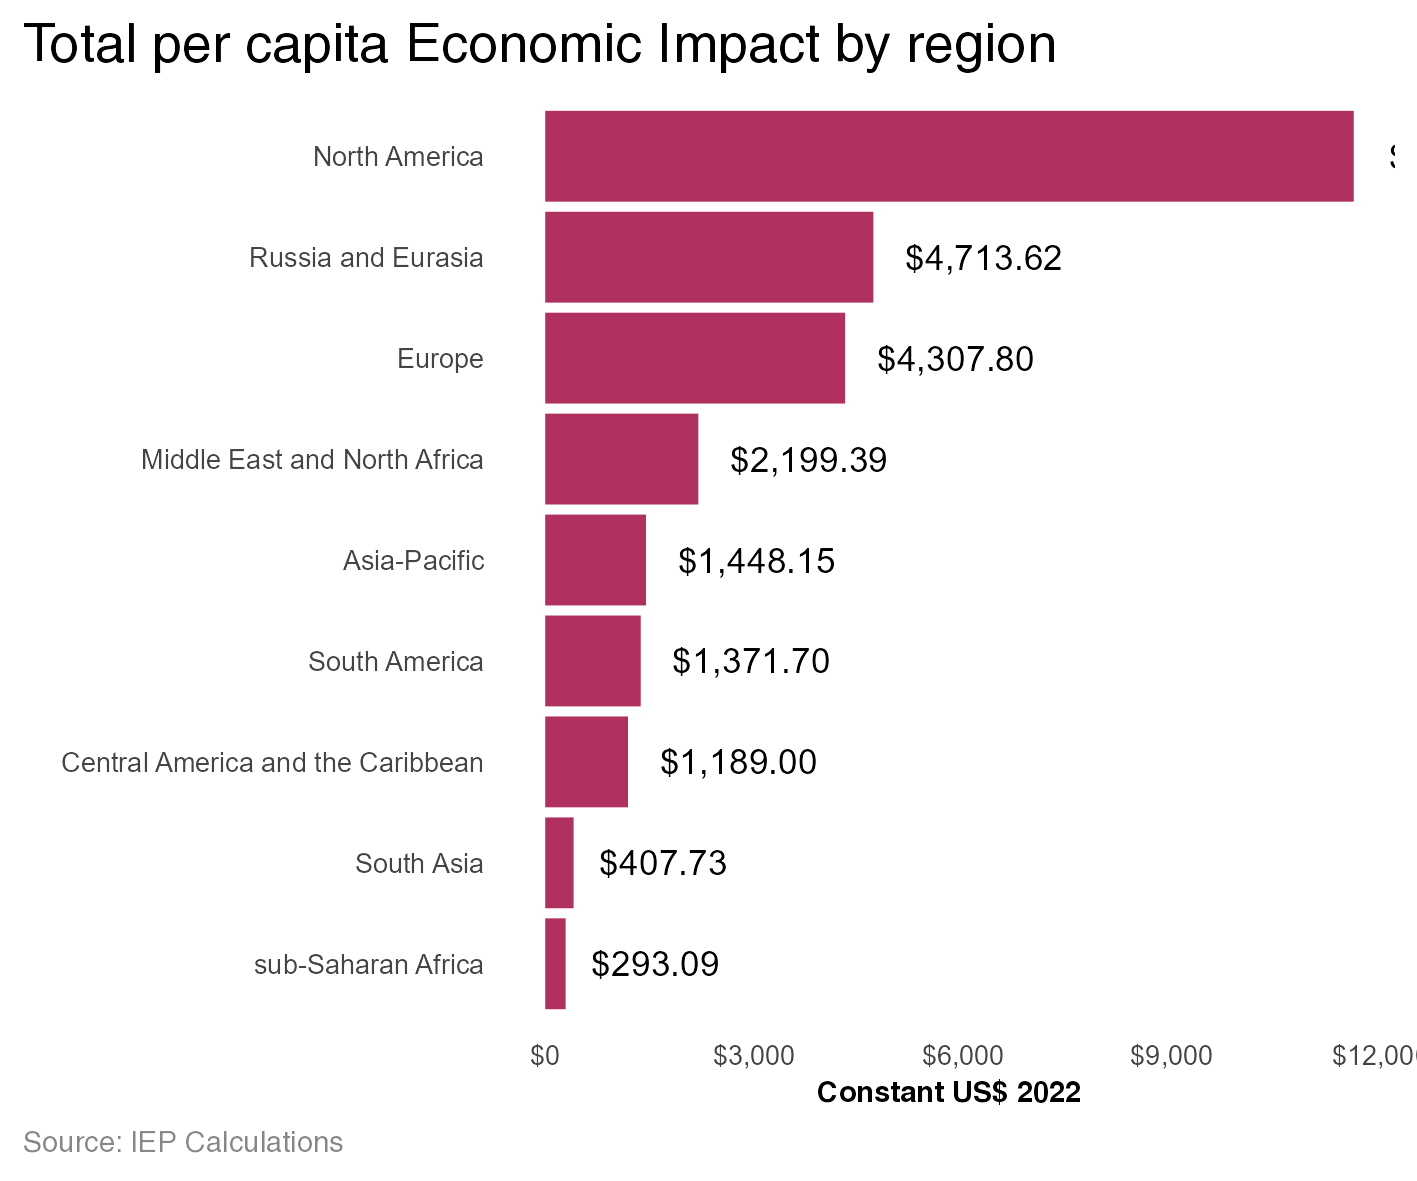 Total per capita Economic Impact by region
North America
$
Russia and Eurasia
$4,713.62
Europe
$4,307.80
Middle East and North Africa
$2,199.39
Asia-Pacific
$1,448.15
South America
$1,371.70
Central America and the Caribbean
$1,189.00
South Asia
$407.73
sub-Saharan Africa
$293.09
$0 $3,000 $6,000 $9,000 $12,00
Constant US$ 2022
Source: IEP Calculations